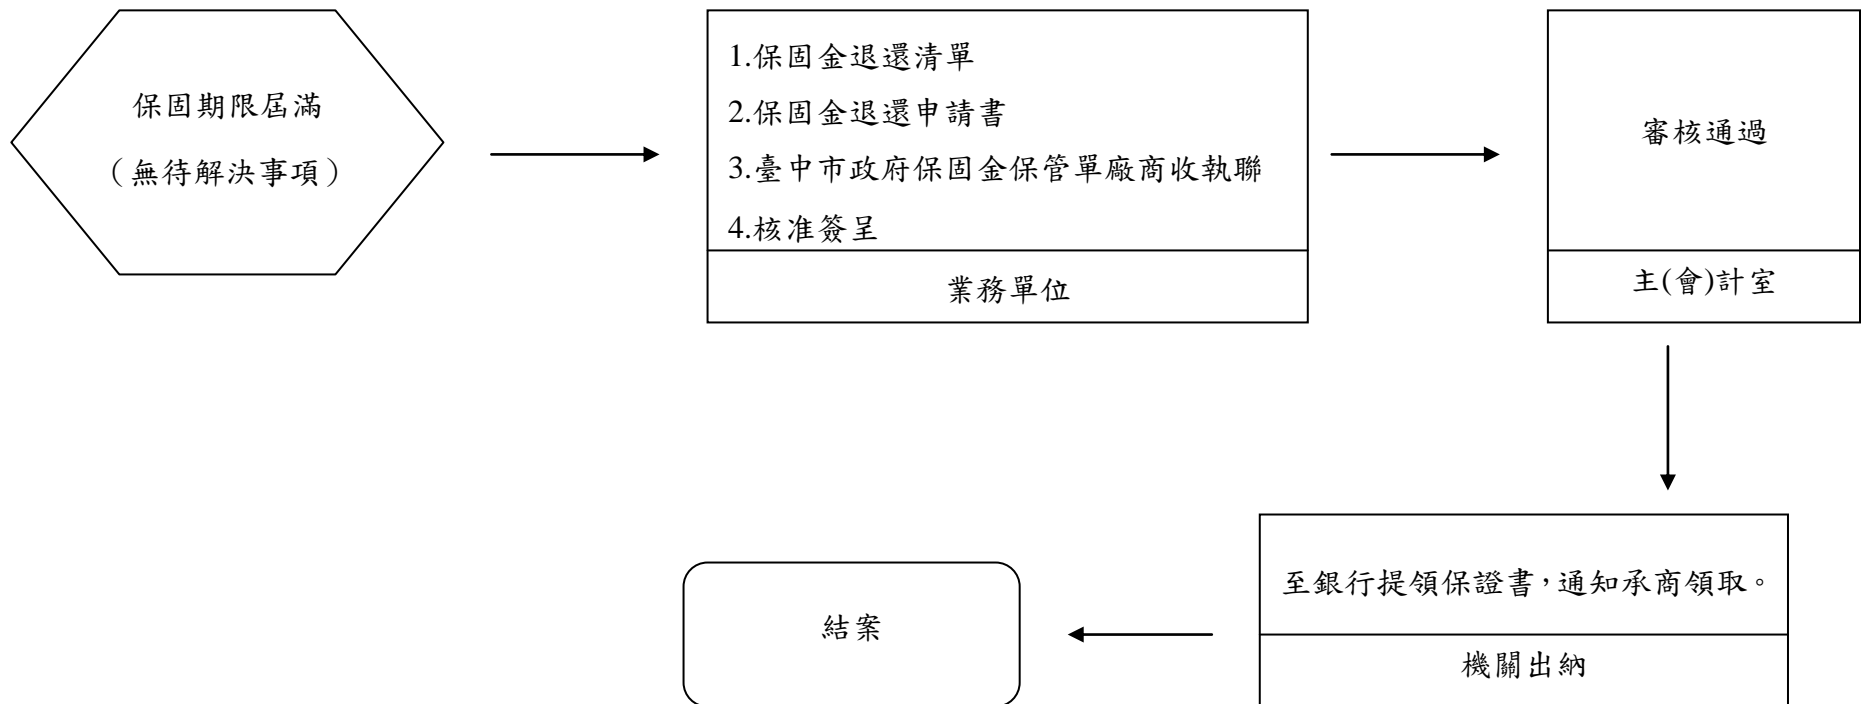 保固期限屆滿
（無待解決事項）
1.保固金退還清單
2.保固金退還申請書
3.臺中市政府保固金保管單廠商收執聯
4.核准簽呈
業務單位
審核通過
主(會)計室
至銀行提領保證書，通知承商領取。
機關出納
結案